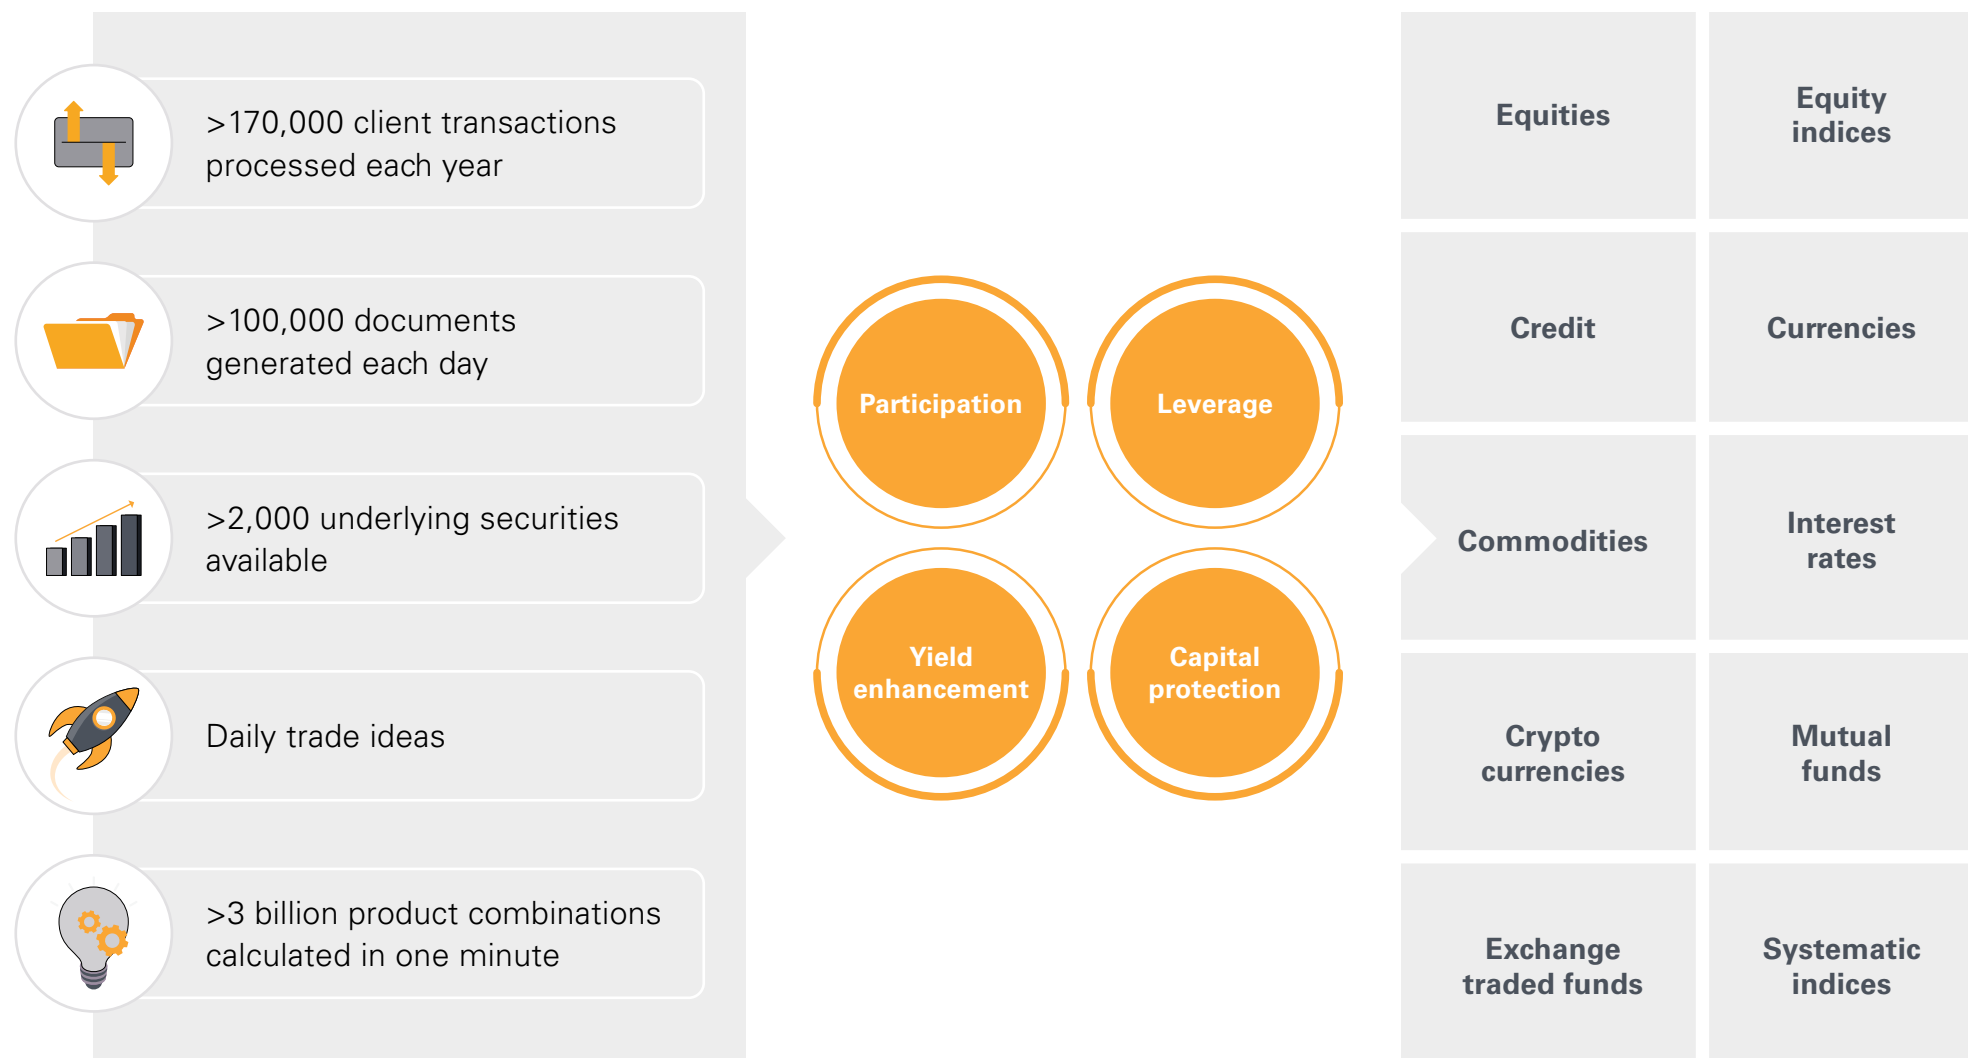 >170,000 client transactions
processed each year
>100,000 documents
generated each day
>2,000 underlying securities
available
Daily trade ideas
>3 billion product combinations
calculated in one minute
Participation
Leverage
Yield
enhancement
Capital
protection
Equities
Equity
indices
Credit
Currencies
Commodities
Interest
rates
Crypto
currencies
Mutual
funds
Exchange
traded funds
Systematic
indices